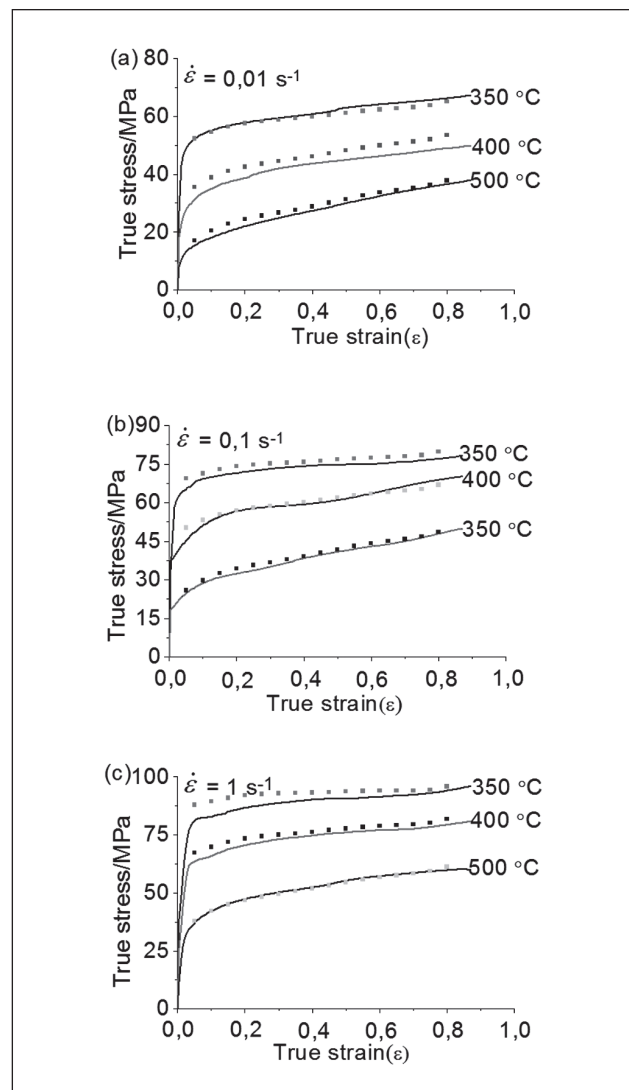 (a)
ε̇ = 0,01 s⁻¹
True stress/MPa
80
60
40
20
0
350 °C
400 °C
500 °C
0,0 0,2 0,4 0,6 0,8 1,0
True strain(ε)
(b)
ε̇ = 0,1 s⁻¹
True stress/MPa
90
75
60
45
30
15
0
350 °C
400 °C
350 °C
0,0 0,2 0,4 0,6 0,8 1,0
True strain(ε)
(c)
ε̇ = 1 s⁻¹
True stress/MPa
100
75
50
25
0
350 °C
400 °C
500 °C
0,0 0,2 0,4 0,6 0,8 1,0
True strain(ε)